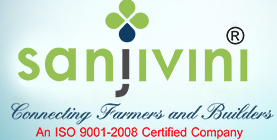 sanjivini ®
Connecting Farmers and Builders
An ISO 9001-2008 Certified Company